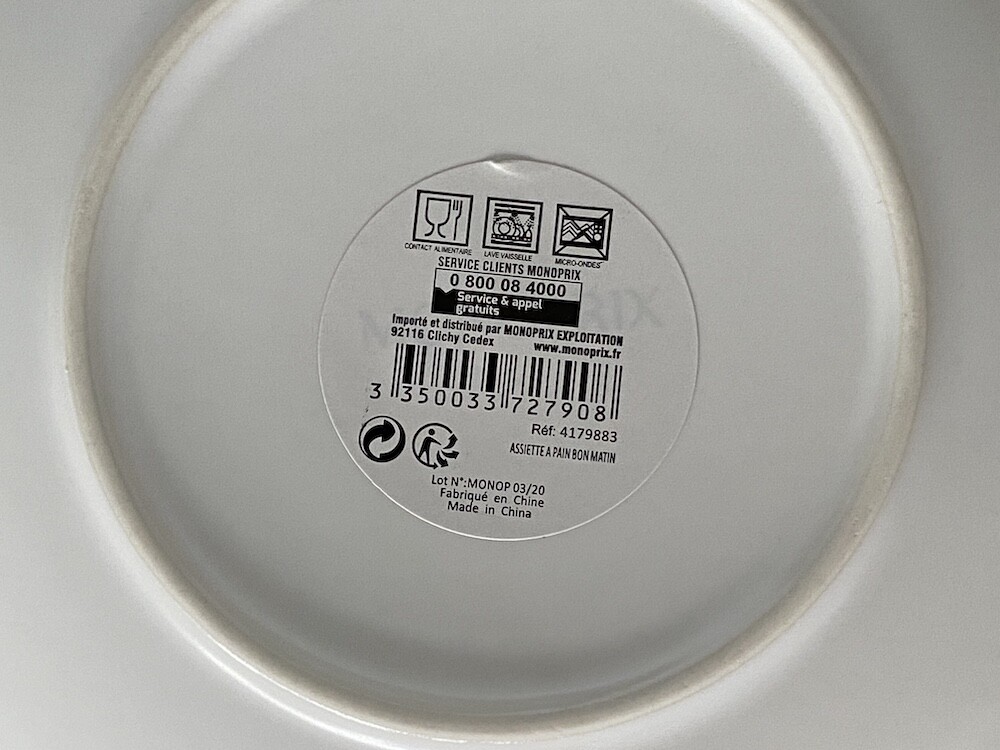 CONTACT ALIMENTAIRE LAVE VAISSELLE MICRO-ONDES
SERVICE CLIENTS MONOPRIX
0 800 08 4000
Service & appel
gratuits
Importé et distribué par MONOPRIX EXPLOITATION
92116 Clichy Cedex www.monoprix.fr
3 350033 727908
Réf: 4179883
ASSIETTE A PAIN BON MATIN
Lot N°:MONOP 03/20
Fabriqué en Chine
Made in China